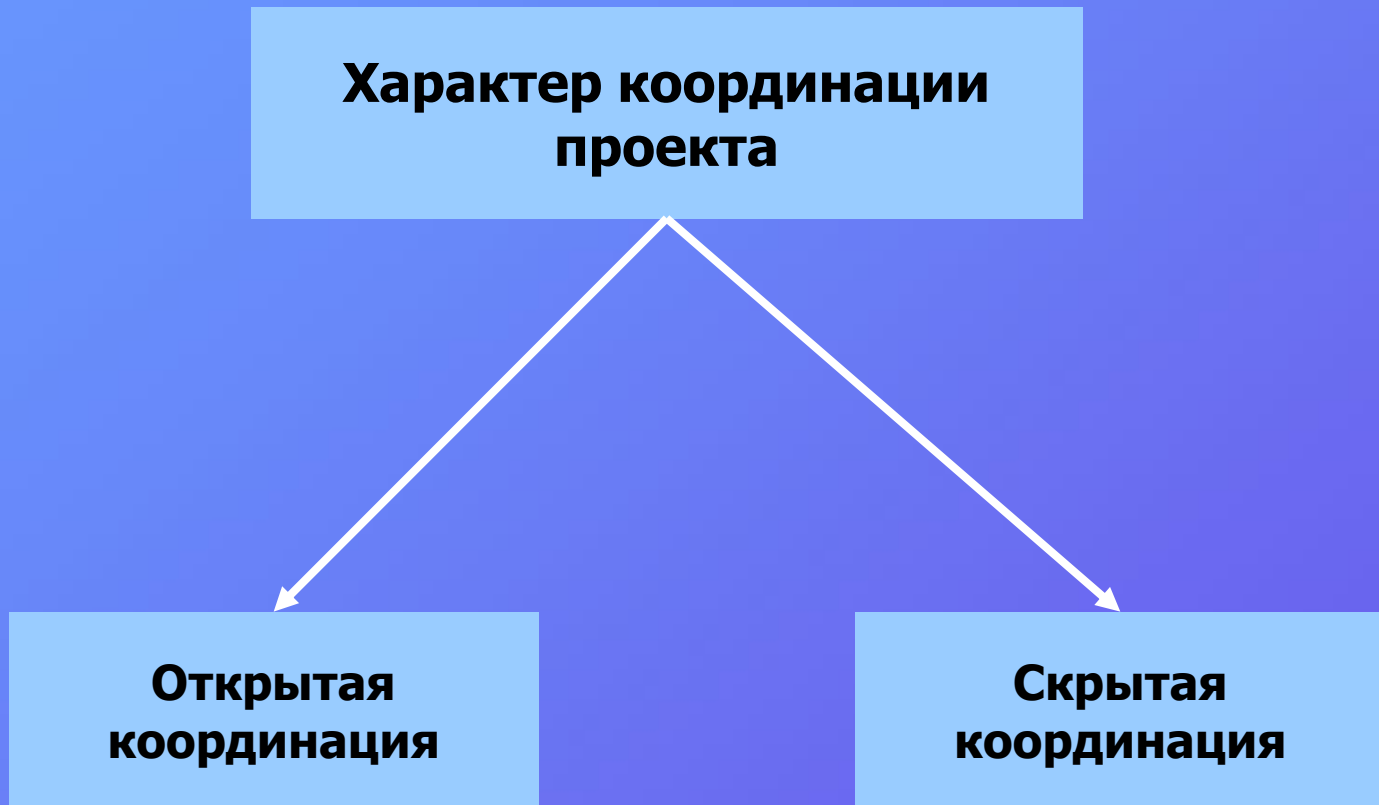 Характер координации
проекта
Открытая
координация
Скрытая
координация